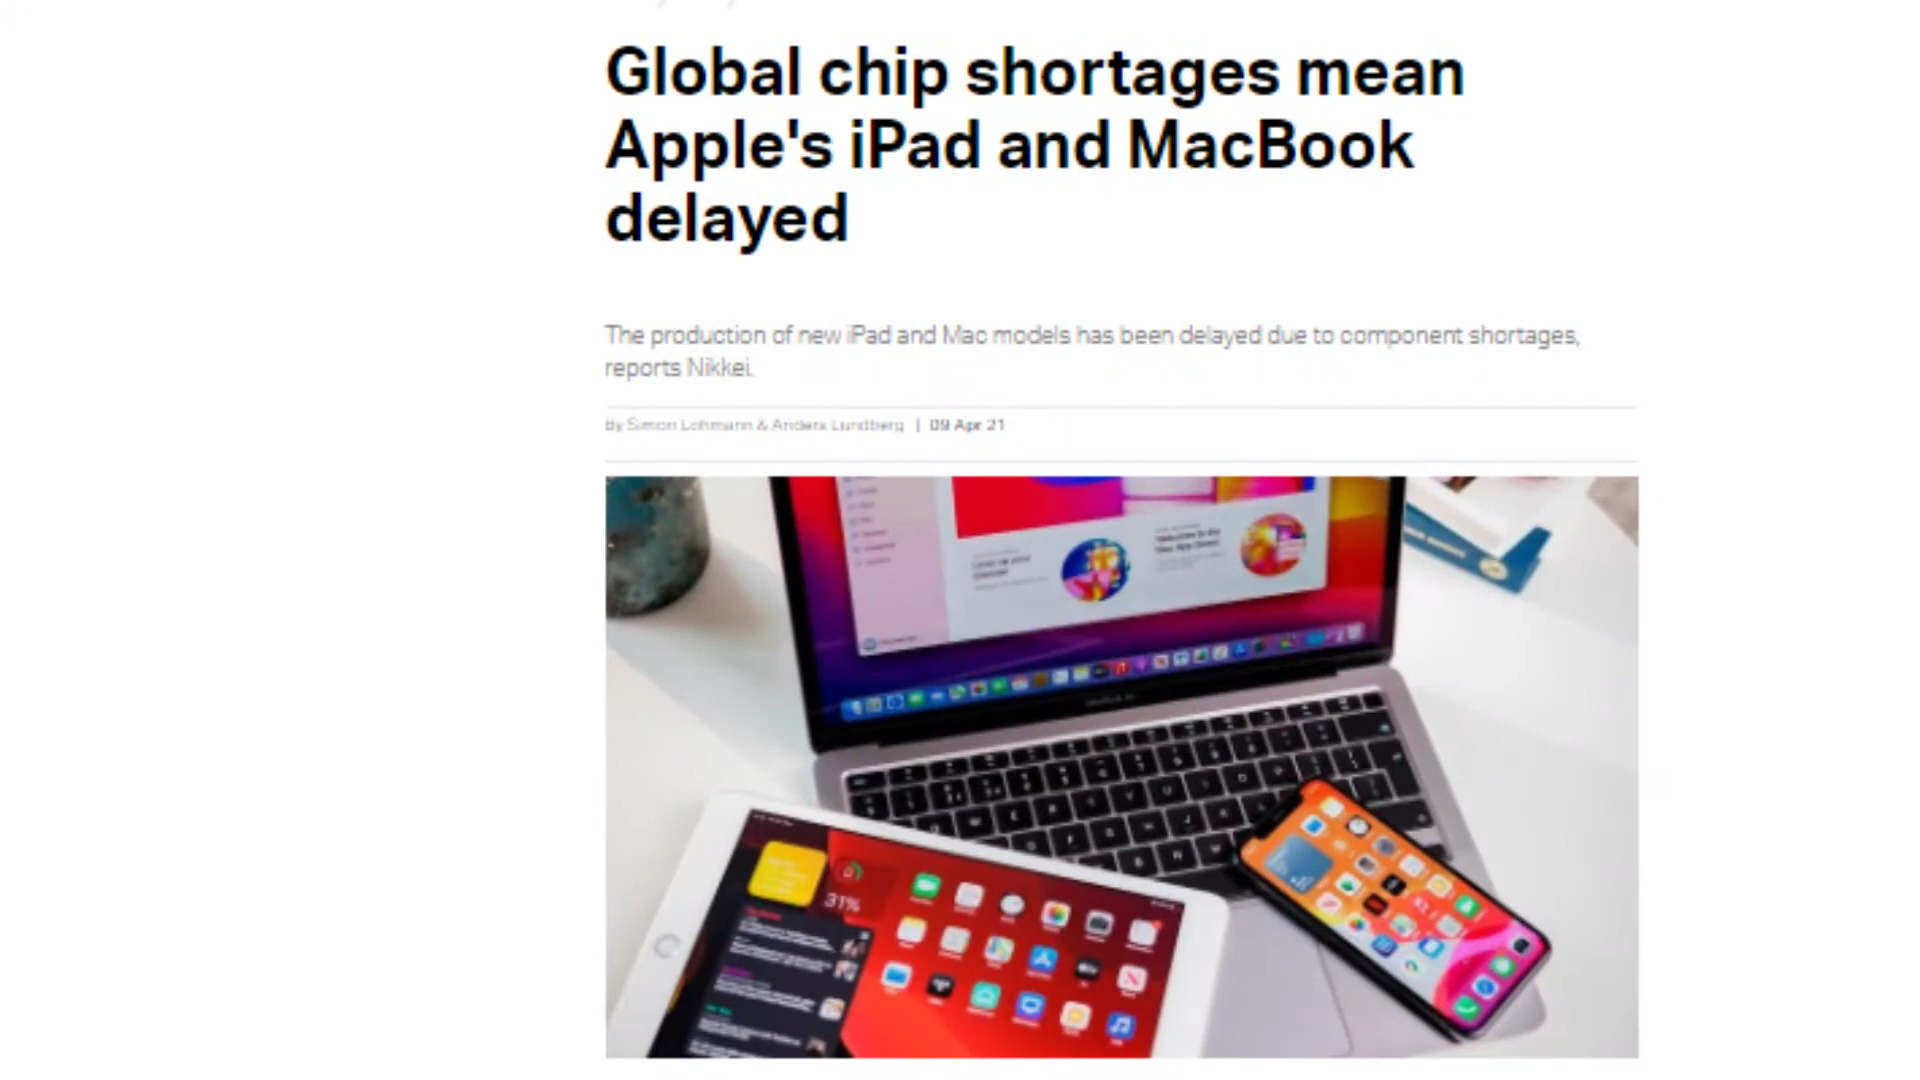 Global chip shortages mean
Apple's iPad and MacBook
delayed
The production of new iPad and Mac models has been delayed due to component shortages,
reports Nikkei.
By Simon Lohmann & Anders Lundberg | 09 Apr 21
31%